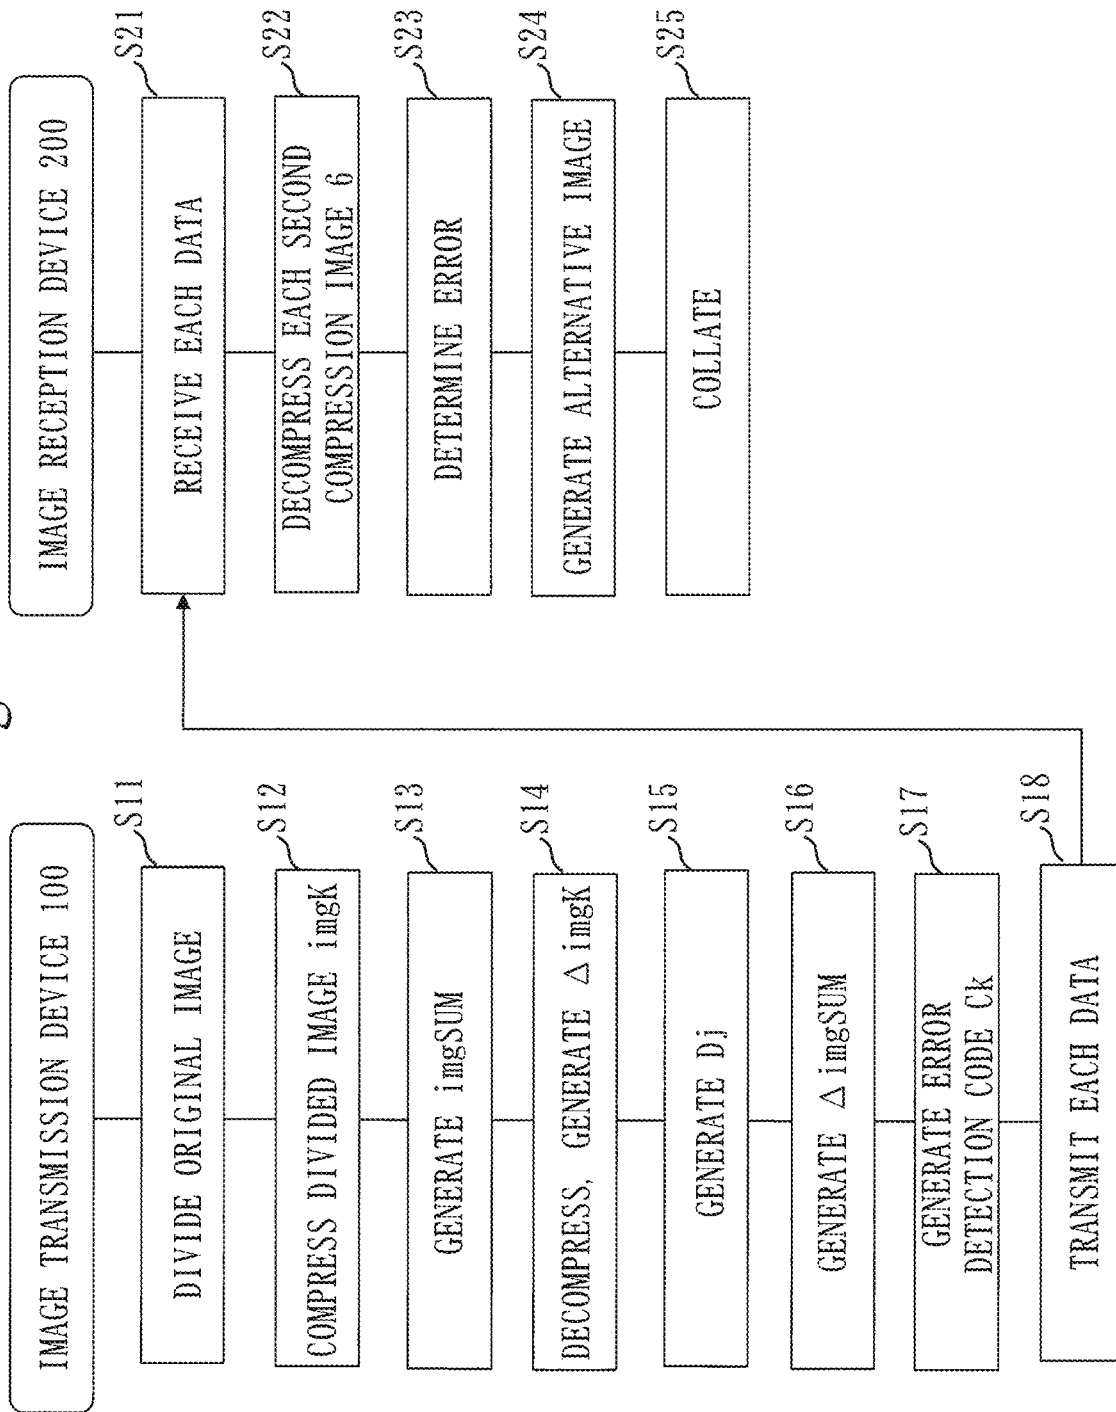 IMAGE TRANSMISSION DEVICE 100
S11
DIVIDE ORIGINAL IMAGE
S12
COMPRESS DIVIDED IMAGE imgK
S13
GENERATE imgSUM
S14
DECOMPRESS, GENERATE Δ imgK
S15
GENERATE Dj
S16
GENERATE Δ imgSUM
S17
GENERATE ERROR
DETECTION CODE Ck
S18
TRANSMIT EACH DATA
IMAGE RECEPTION DEVICE 200
S21
RECEIVE EACH DATA
S22
DECOMPRESS EACH SECOND
COMPRESSION IMAGE 6
S23
DETERMINE ERROR
S24
GENERATE ALTERNATIVE IMAGE
S25
COLLATE